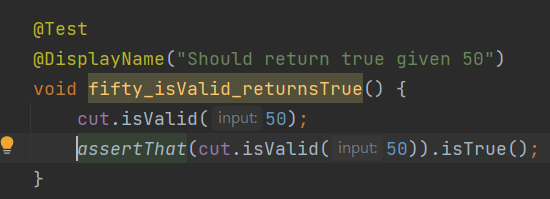 @Test
@DisplayName("Should return true given 50")
void fifty_isValid_returnsTrue() {
cut.isValid( input: 50);
assertThat(cut.isValid( input: 50)).isTrue();
}